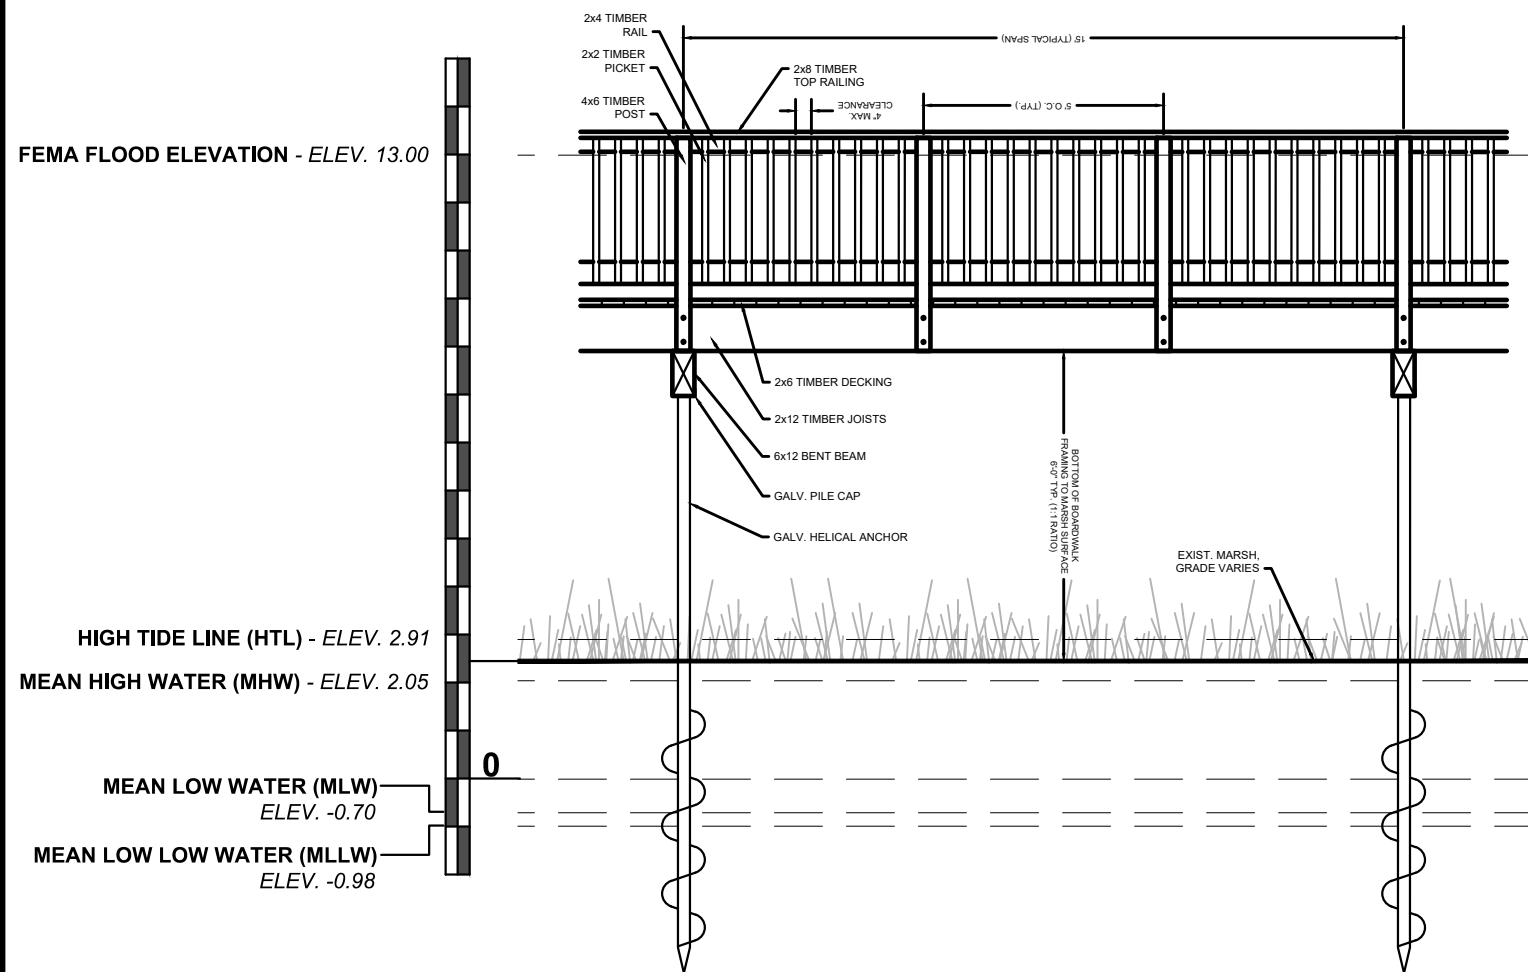 2x4 TIMBER
RAIL
2x2 TIMBER
PICKET
4x6 TIMBER
POST
2x8 TIMBER
TOP RAILING
4" MAX.
CLEARANCE
15' (TYPICAL SPAN)
5' O.C. (TYP.)
FEMA FLOOD ELEVATION - ELEV. 13.00
2x6 TIMBER DECKING
2x12 TIMBER JOISTS
6x12 BENT BEAM
GALV. PILE CAP
GALV. HELICAL ANCHOR
BOTTOM OF BOARDWALK
FRAMING TO MARSH SURFACE
6'-0" TYP. (1:1 RATIO)
EXIST. MARSH,
GRADE VARIES
HIGH TIDE LINE (HTL) - ELEV. 2.91
MEAN HIGH WATER (MHW) - ELEV. 2.05
0
MEAN LOW WATER (MLW)
ELEV. -0.70
MEAN LOW LOW WATER (MLLW)
ELEV. -0.98